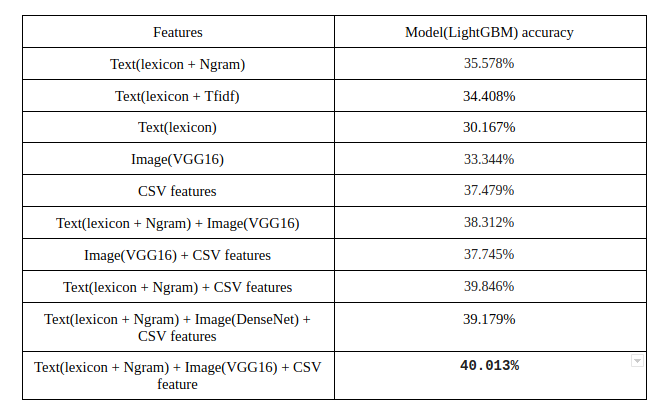 Features Model(LightGBM) accuracy
Text(lexicon + Ngram) 35.578%
Text(lexicon + Tfidf) 34.408%
Text(lexicon) 30.167%
Image(VGG16) 33.344%
CSV features 37.479%
Text(lexicon + Ngram) + Image(VGG16) 38.312%
Image(VGG16) + CSV features 37.745%
Text(lexicon + Ngram) + CSV features 39.846%
Text(lexicon + Ngram) + Image(DenseNet) + 39.179%
CSV features
Text(lexicon + Ngram) + Image(VGG16) + CSV 40.013%
feature